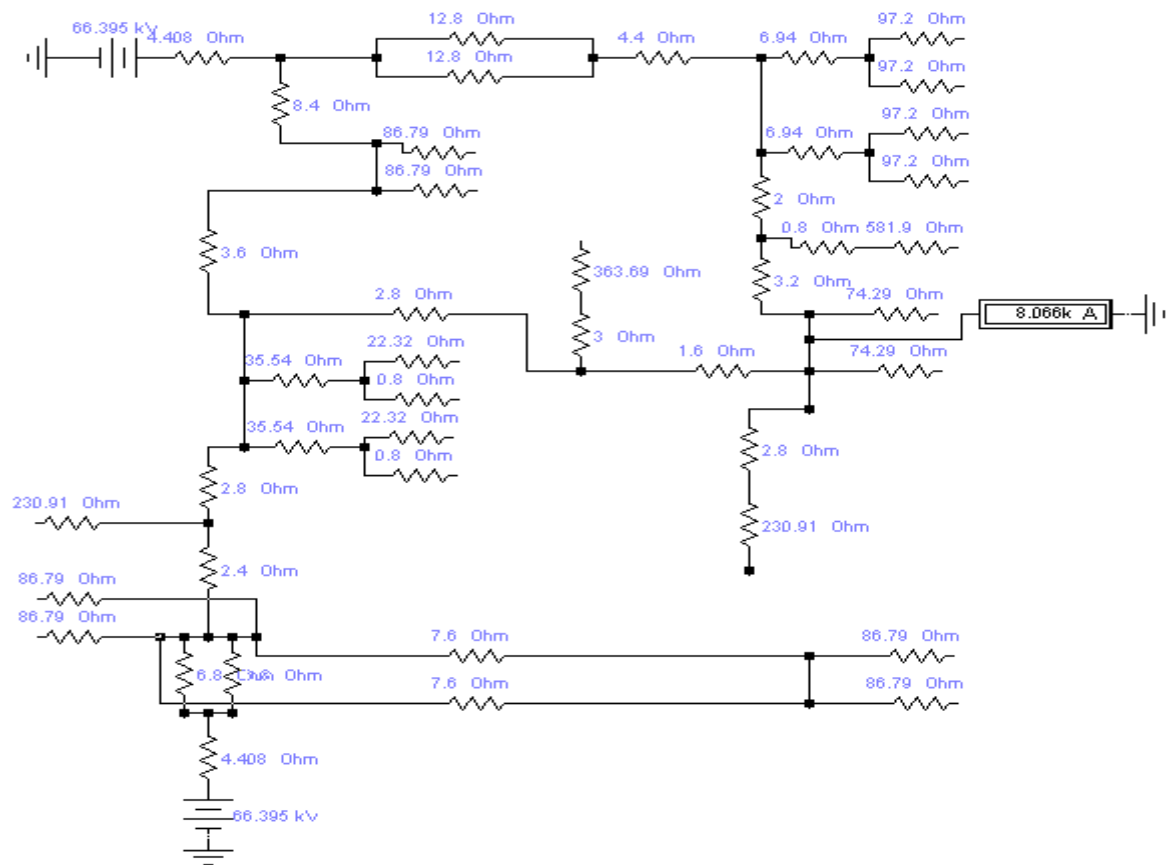 66.395 kV
4.408 Ohm
12.8 Ohm
12.8 Ohm
4.4 Ohm
6.94 Ohm
97.2 Ohm
97.2 Ohm
8.4 Ohm
86.79 Ohm
86.79 Ohm
6.94 Ohm
97.2 Ohm
97.2 Ohm
2 Ohm
0.8 Ohm 581.9 Ohm
3.6 Ohm
363.69 Ohm
3.2 Ohm
2.8 Ohm
74.29 Ohm
8.066k A
3 Ohm
1.6 Ohm
74.29 Ohm
35.54 Ohm
22.32 Ohm
0.8 Ohm
35.54 Ohm
22.32 Ohm
0.8 Ohm
2.8 Ohm
2.8 Ohm
230.91 Ohm
230.91 Ohm
2.4 Ohm
86.79 Ohm
86.79 Ohm
7.6 Ohm
86.79 Ohm
6.8 Ohm
7.6 Ohm
86.79 Ohm
4.408 Ohm
66.395 kV